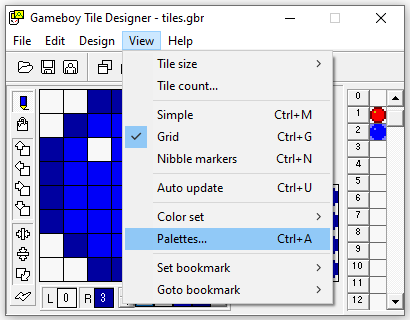 Gameboy Tile Designer - tiles.gbr
File Edit Design View Help
Tile size
Tile count...
Simple Ctrl+M
Grid Ctrl+G
Nibble markers Ctrl+N
Auto update Ctrl+U
Color set
Palettes... Ctrl+A
Set bookmark
Goto bookmark
L 0 R 3
0
1
2
3
4
5
6
7
8
9
10
11
12